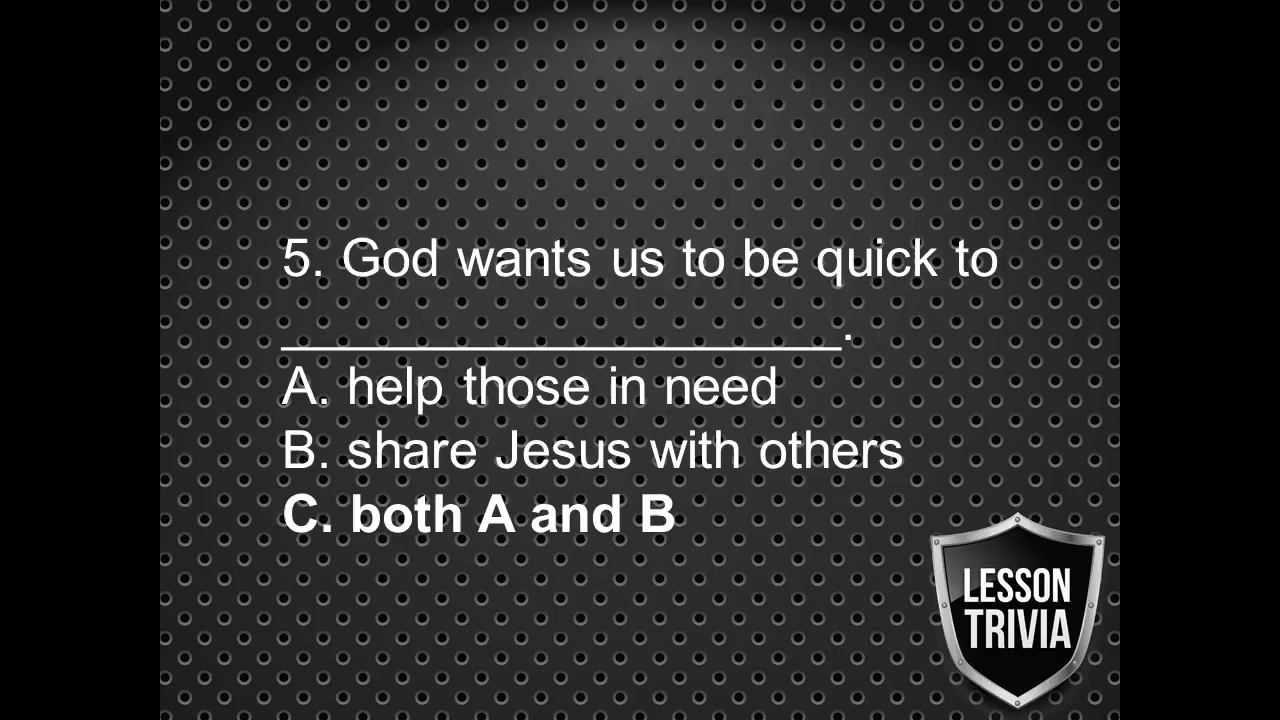 5. God wants us to be quick to
____________________.
A. help those in need
B. share Jesus with others
C. both A and B
LESSON
TRIVIA